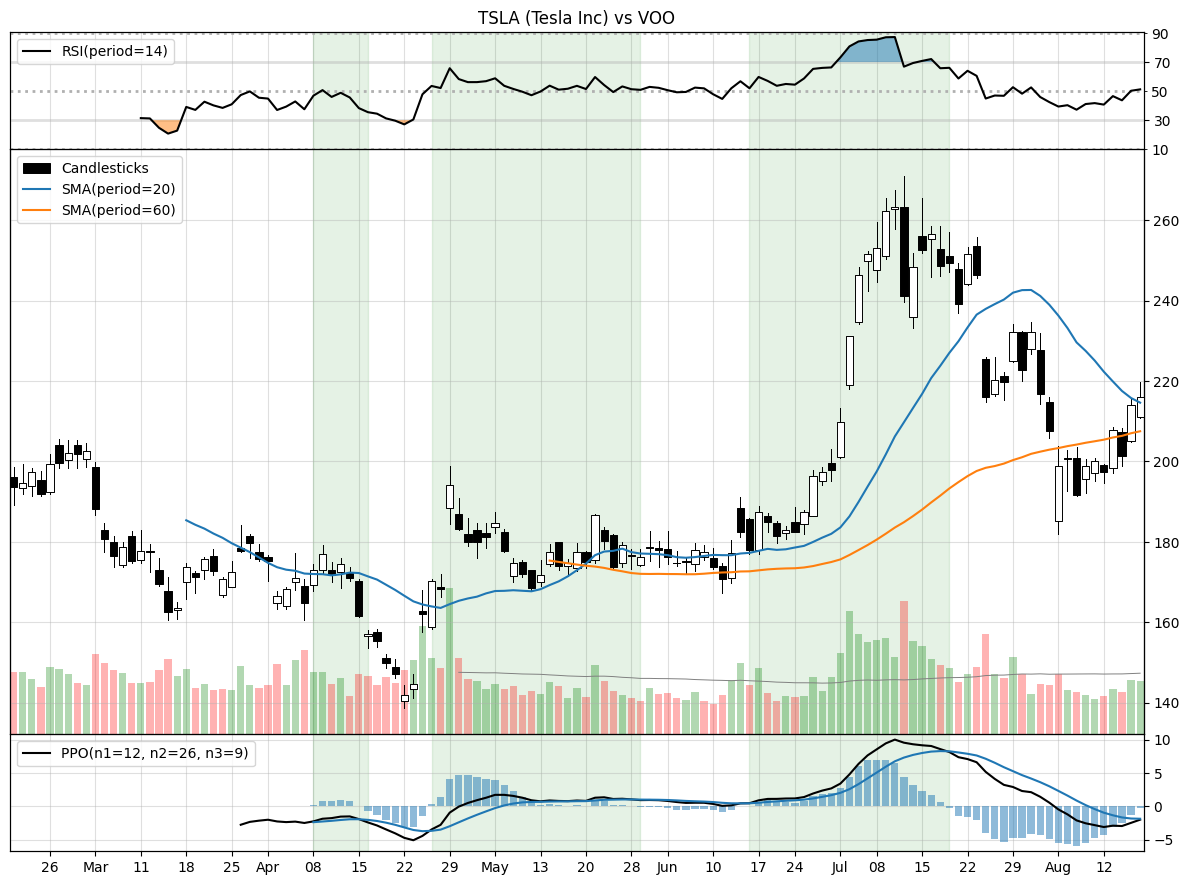 TSLA (Tesla Inc) vs VOO
RSI(period=14)
90
70
50
30
10
Candlesticks
SMA(period=20)
SMA(period=60)
260
240
220
200
180
160
140
PPO(n1=12, n2=26, n3=9)
10
5
0
−5
26 Mar 11 18 25 Apr 08 15 22 29 May 13 20 28 Jun 10 17 24 Jul 08 15 22 29 Aug 12